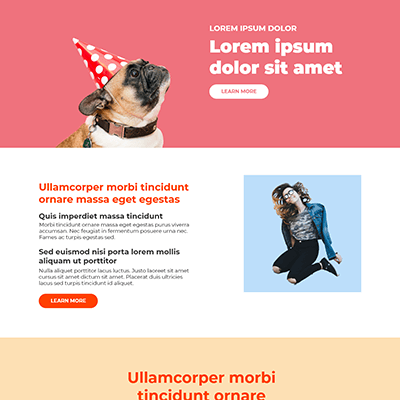 LOREM IPSUM DOLOR
Lorem ipsum
dolor sit amet
LEARN MORE
Ullamcorper morbi tincidunt
ornare massa eget egestas
Quis imperdiet massa tincidunt
Morbi tincidunt ornare massa eget egestas purus viverra
accumsan. Nec feugiat in fermentum posuere urna nec.
Fames ac turpis egestas sed.
Sed euismod nisi porta lorem mollis
aliquam ut porttitor
Nulla aliquet porttitor lacus luctus. Justo laoreet sit amet
cursus sit amet dictum sit amet. Placerat duis ultricies
lacus sed turpis tincidunt id aliquet.
LEARN MORE
Ullamcorper morbi
tincidunt ornare